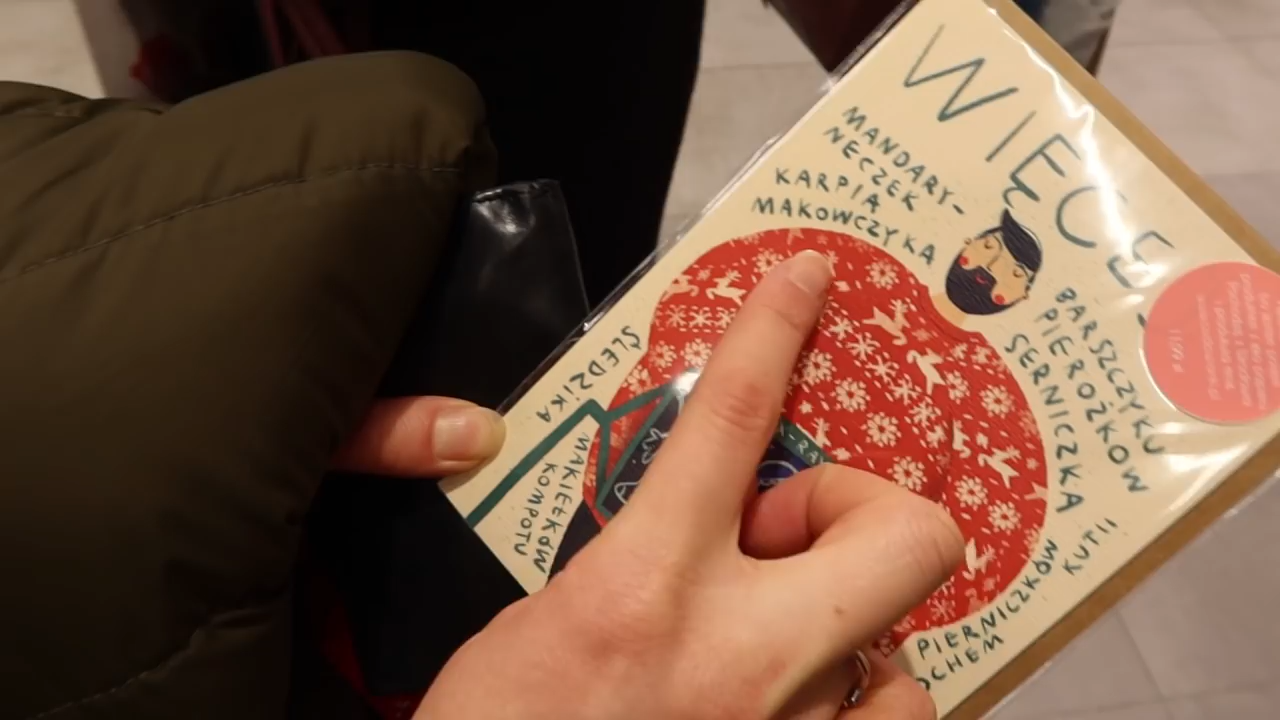 WIĘCEJ
MANDARY-
NECZEK
KARPIA
MAKOWCZYKA
BARSZCZYKU
PIEROŻKÓW
SERNICZKA
ŚLEDZIKA
MAKIEŁKÓW
KOMPOTU
KUTII
PIERNICZKÓW